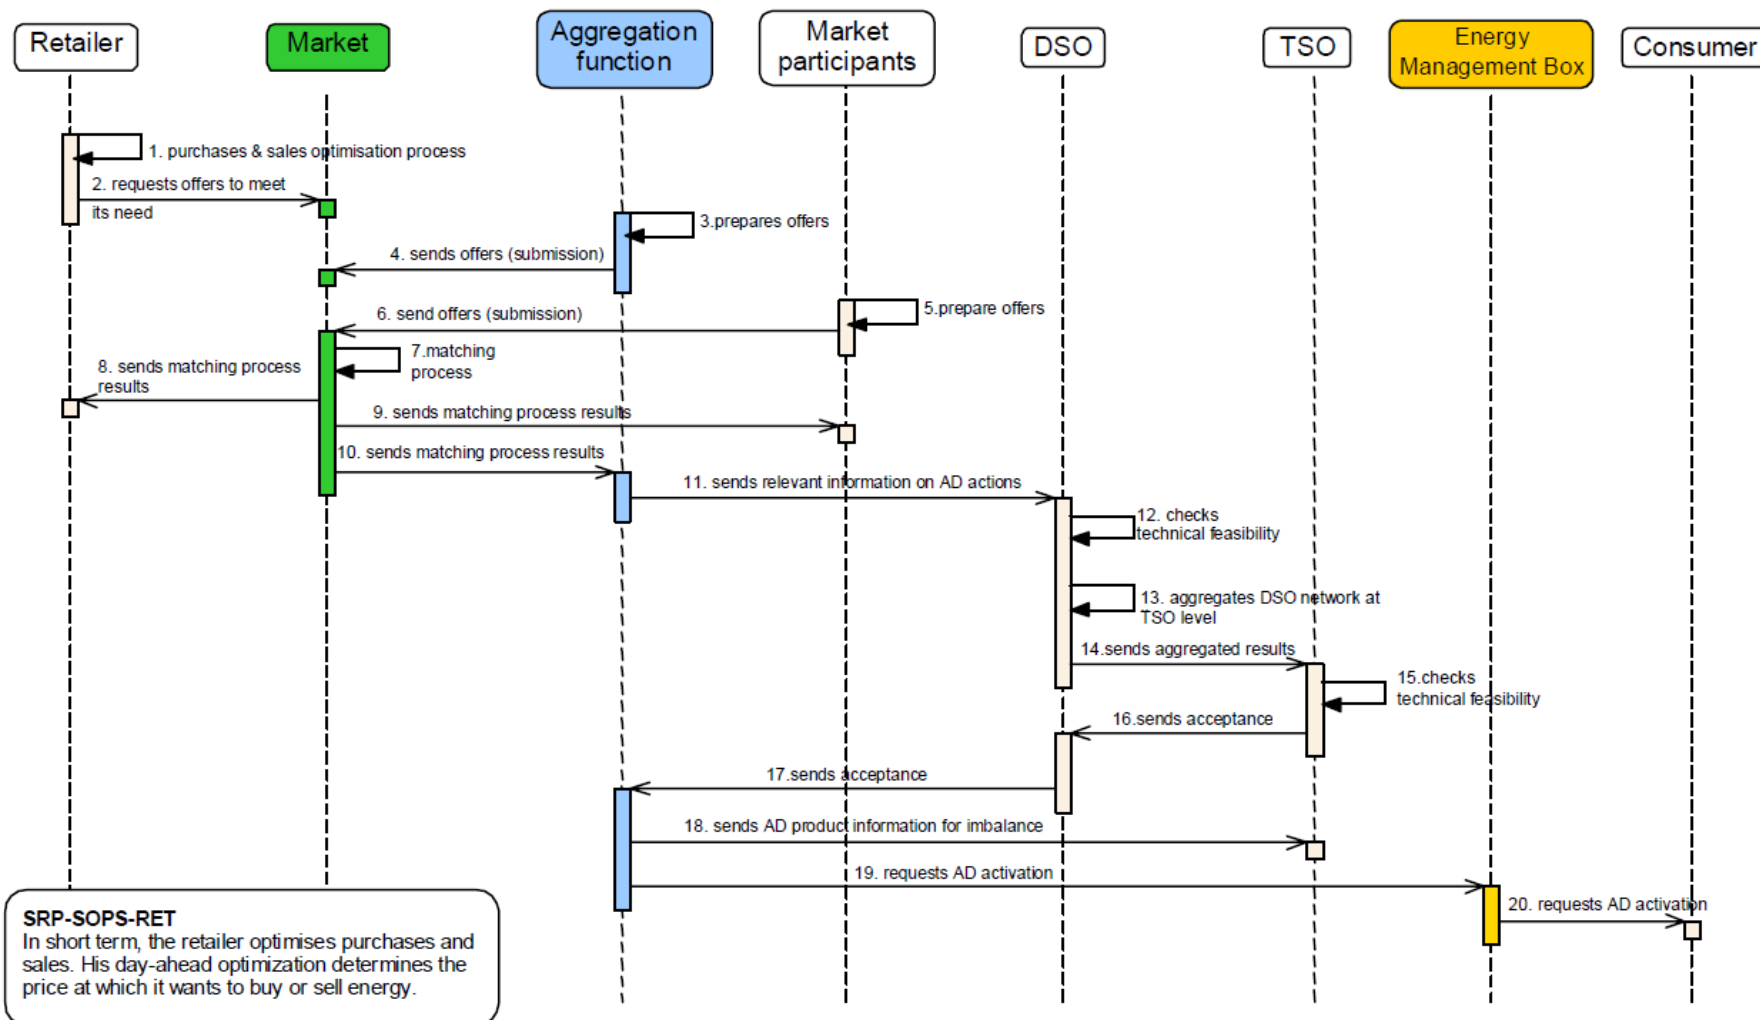 Retailer
Market
Aggregation
function
Market
participants
DSO
TSO
Energy
Management Box
Consumer
1. purchases & sales optimisation process
2. requests offers to meet
its need
3.prepares offers
4. sends offers (submission)
5.prepare offers
6. send offers (submission)
7.matching
process
8. sends matching process
results
9. sends matching process results
10. sends matching process results
11. sends relevant information on AD actions
12. checks
technical feasibility
13. aggregates DSO network at
TSO level
14.sends aggregated results
15.checks
technical feasibility
16.sends acceptance
17.sends acceptance
18. sends AD product information for imbalance
19. requests AD activation
20. requests AD activation
SRP-SOPS-RET
In short term, the retailer optimises purchases and
sales. His day-ahead optimization determines the
price at which it wants to buy or sell energy.